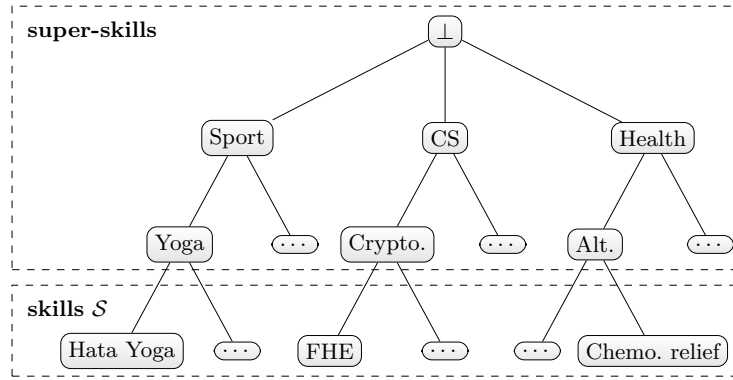 super-skills
⊥
Sport CS Health
Yoga ··· Crypto. ··· Alt. ···
skills 𝒮
Hata Yoga ··· FHE ··· ··· Chemo. relief